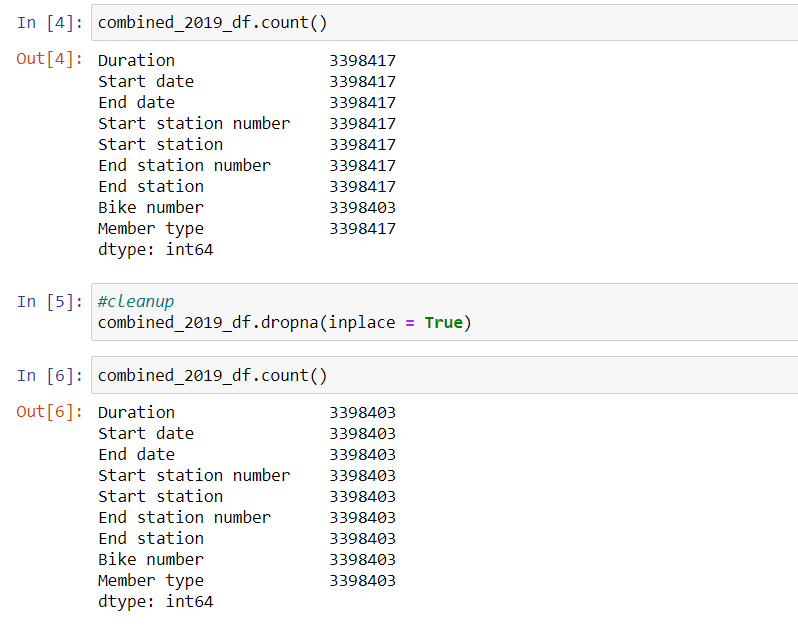 In [4]: combined_2019_df.count()
Out[4]: Duration 3398417
Start date 3398417
End date 3398417
Start station number 3398417
Start station 3398417
End station number 3398417
End station 3398417
Bike number 3398403
Member type 3398417
dtype: int64
In [5]: #cleanup
combined_2019_df.dropna(inplace = True)
In [6]: combined_2019_df.count()
Out[6]: Duration 3398403
Start date 3398403
End date 3398403
Start station number 3398403
Start station 3398403
End station number 3398403
End station 3398403
Bike number 3398403
Member type 3398403
dtype: int64